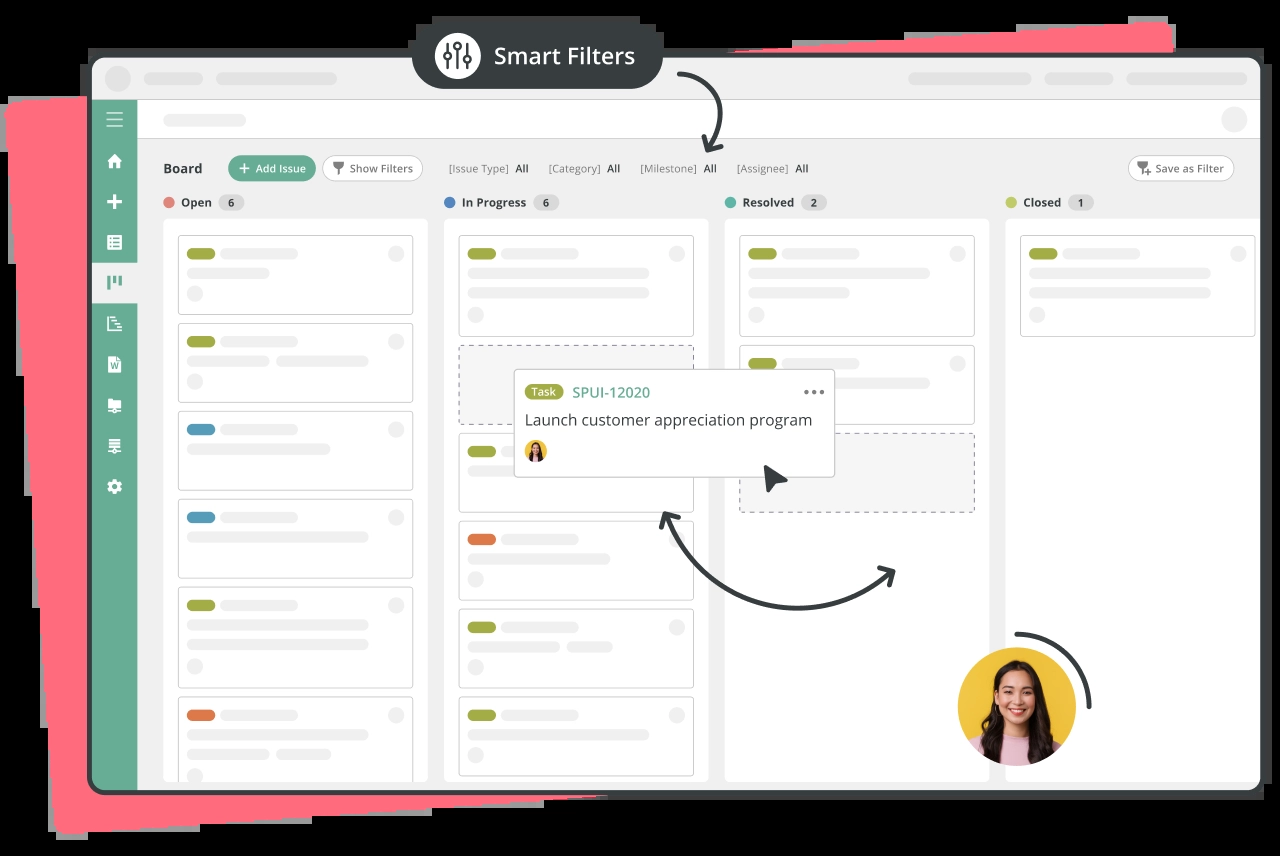 Smart Filters
Board
+ Add Issue
Show Filters
[Issue Type] All
[Category] All
[Milestone] All
[Assignee] All
Save as Filter
Open 6
In Progress 6
Resolved 2
Closed 1
Task SPUI-12020
Launch customer appreciation program
W